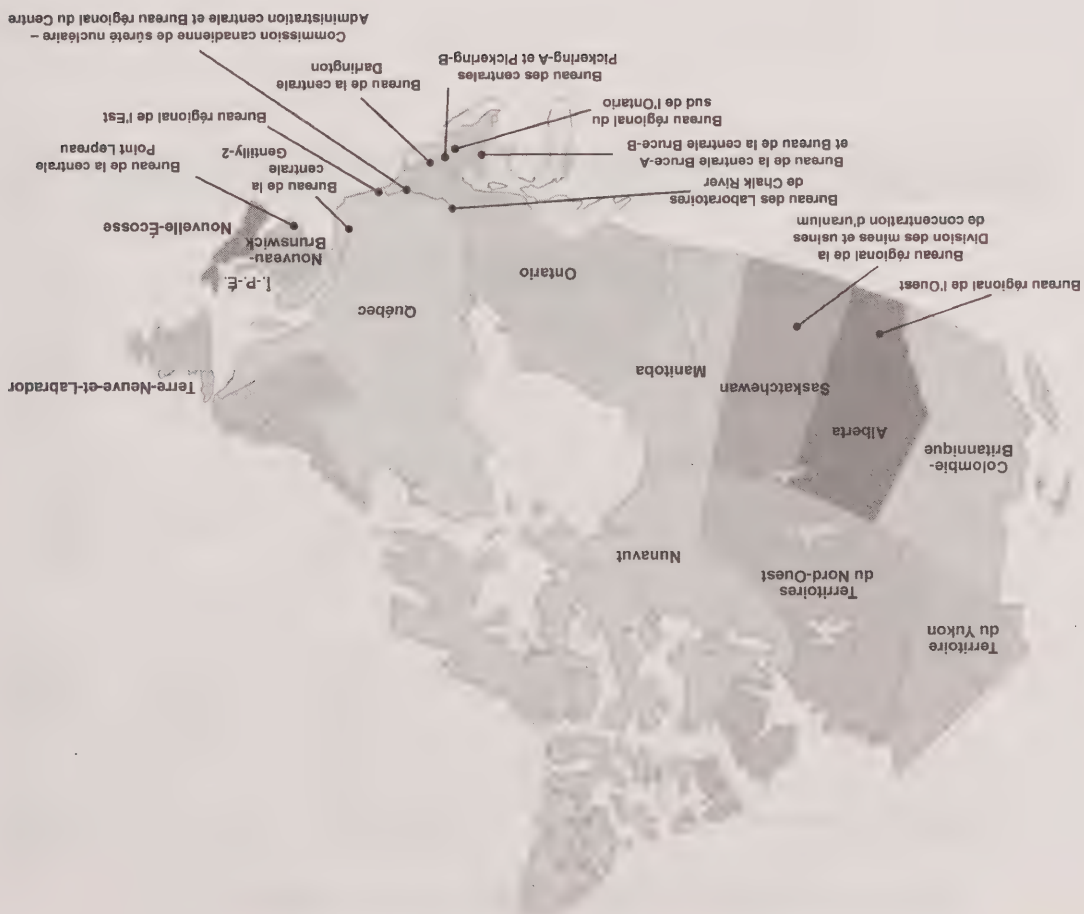 Territoire
du Yukon
Territoires
du Nord-Ouest
Nunavut
Colombie-
Britannique
Alberta
Saskatchewan
Manitoba
Terre-Neuve-et-Labrador
Québec
Ontario
Î.-P.-É.
Nouveau-
Brunswick
Nouvelle-Écosse
Bureau régional de l'Ouest
Bureau régional de la
Division des mines et usines
de concentration d'uranium
Bureau des Laboratoires
de Chalk River
Bureau de la centrale Bruce-A
et Bureau de la centrale Bruce-B
Bureau régional du
sud de l'Ontario
Bureau des centrales
Pickering-A et Pickering-B
Bureau de la centrale
Darlington
Bureau de la
centrale
Gentilly-2
Bureau de la centrale
Point Lepreau
Bureau régional de l'Est
Commission canadienne de sûreté nucléaire –
Administration centrale et Bureau régional du Centre